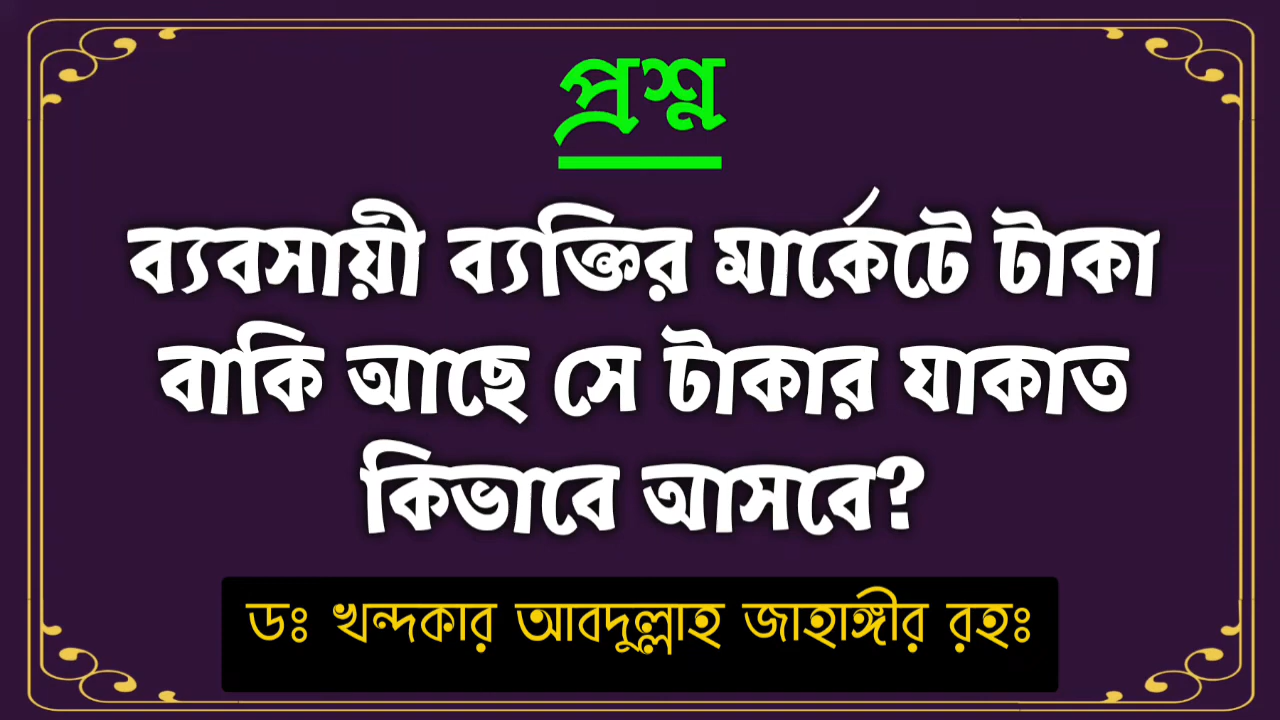 প্রশ্ন
ব্যবসায়ী ব্যক্তির মার্কেটে টাকা
বাকি আছে সে টাকার যাকাত
কিভাবে আসবে?
ডঃ খন্দকার আবদুল্লাহ জাহাঙ্গীর রহঃ